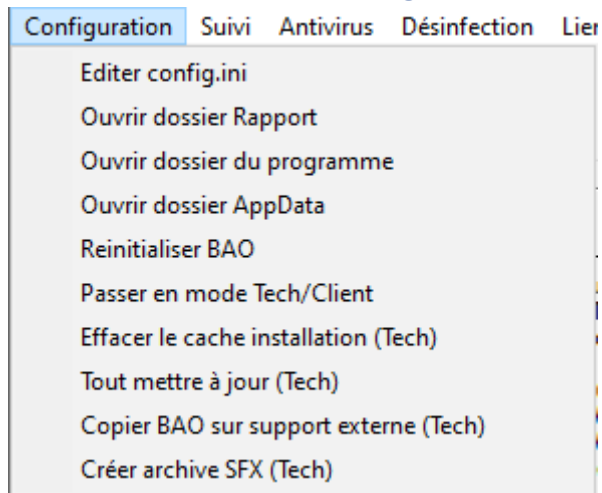 Configuration Suivi Antivirus Désinfection
Editer config.ini
Ouvrir dossier Rapport
Ouvrir dossier du programme
Ouvrir dossier AppData
Reinitialiser BAO
Passer en mode Tech/Client
Effacer le cache installation (Tech)
Tout mettre à jour (Tech)
Copier BAO sur support externe (Tech)
Créer archive SFX (Tech)